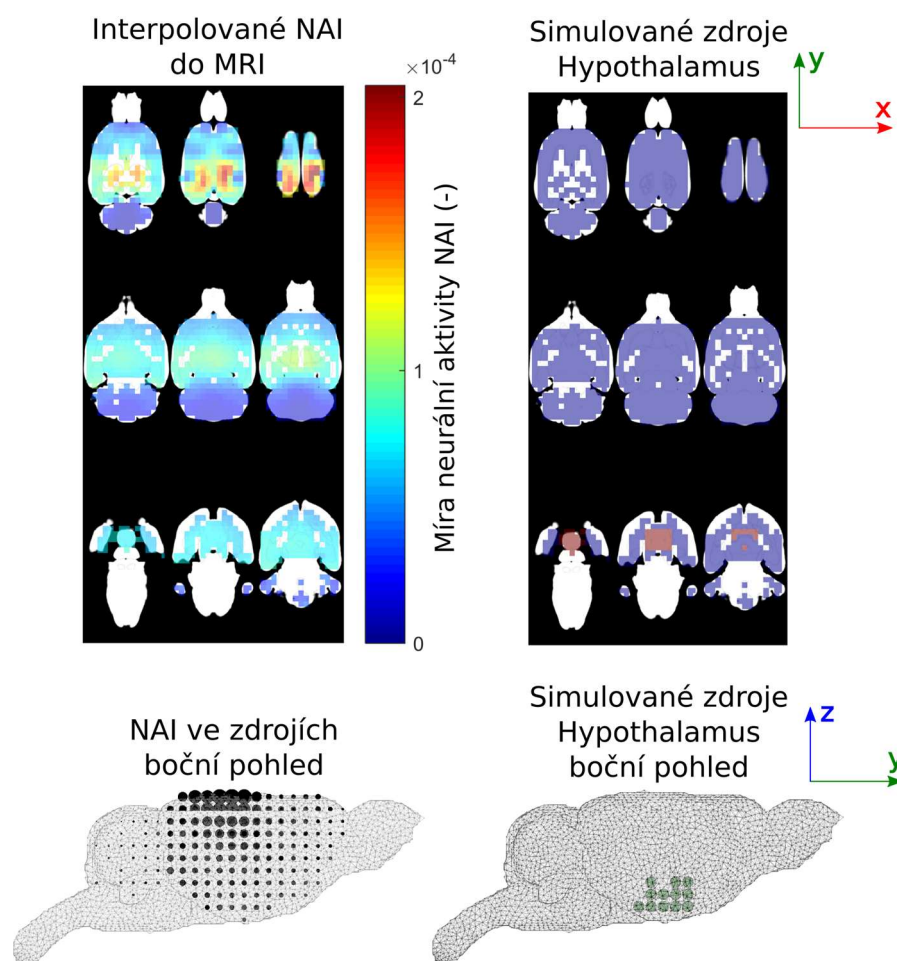 Interpolované NAI
do MRI
Simulované zdroje
Hypothalamus
y
x
×10⁻⁴
2
1
0
Míra neurální aktivity NAI (-)
NAI ve zdrojích
boční pohled
Simulované zdroje
Hypothalamus
boční pohled
z
y